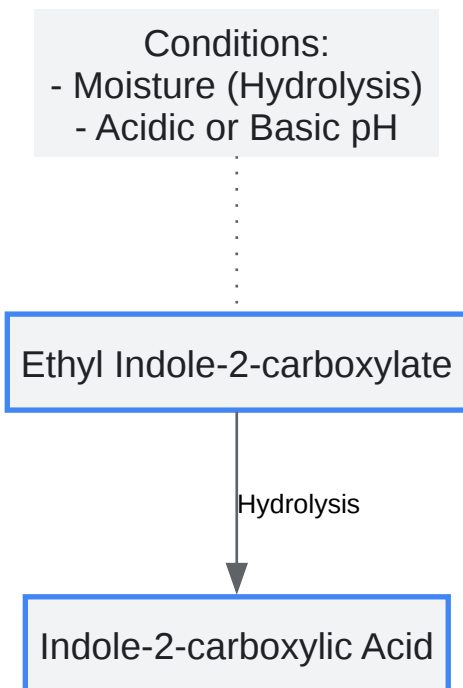 Conditions:
- Moisture (Hydrolysis)
- Acidic or Basic pH
Ethyl Indole-2-carboxylate
Hydrolysis
Indole-2-carboxylic Acid